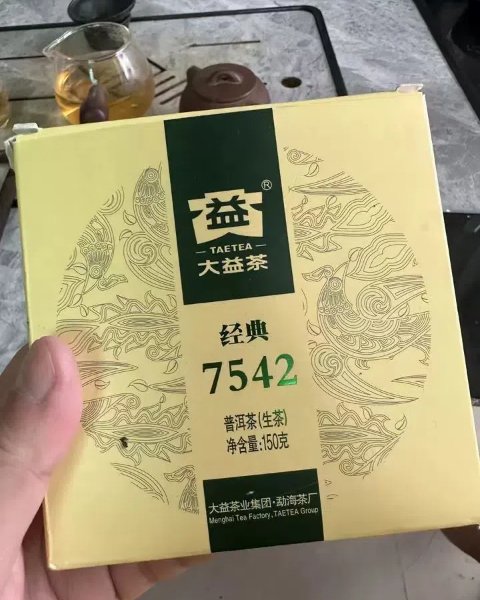 益®
TAETEA
大益茶
经典
7542
普洱茶(生茶)
净含量:150克
大益茶业集团·勐海茶厂
Menghai Tea Factory, TAETEA Group